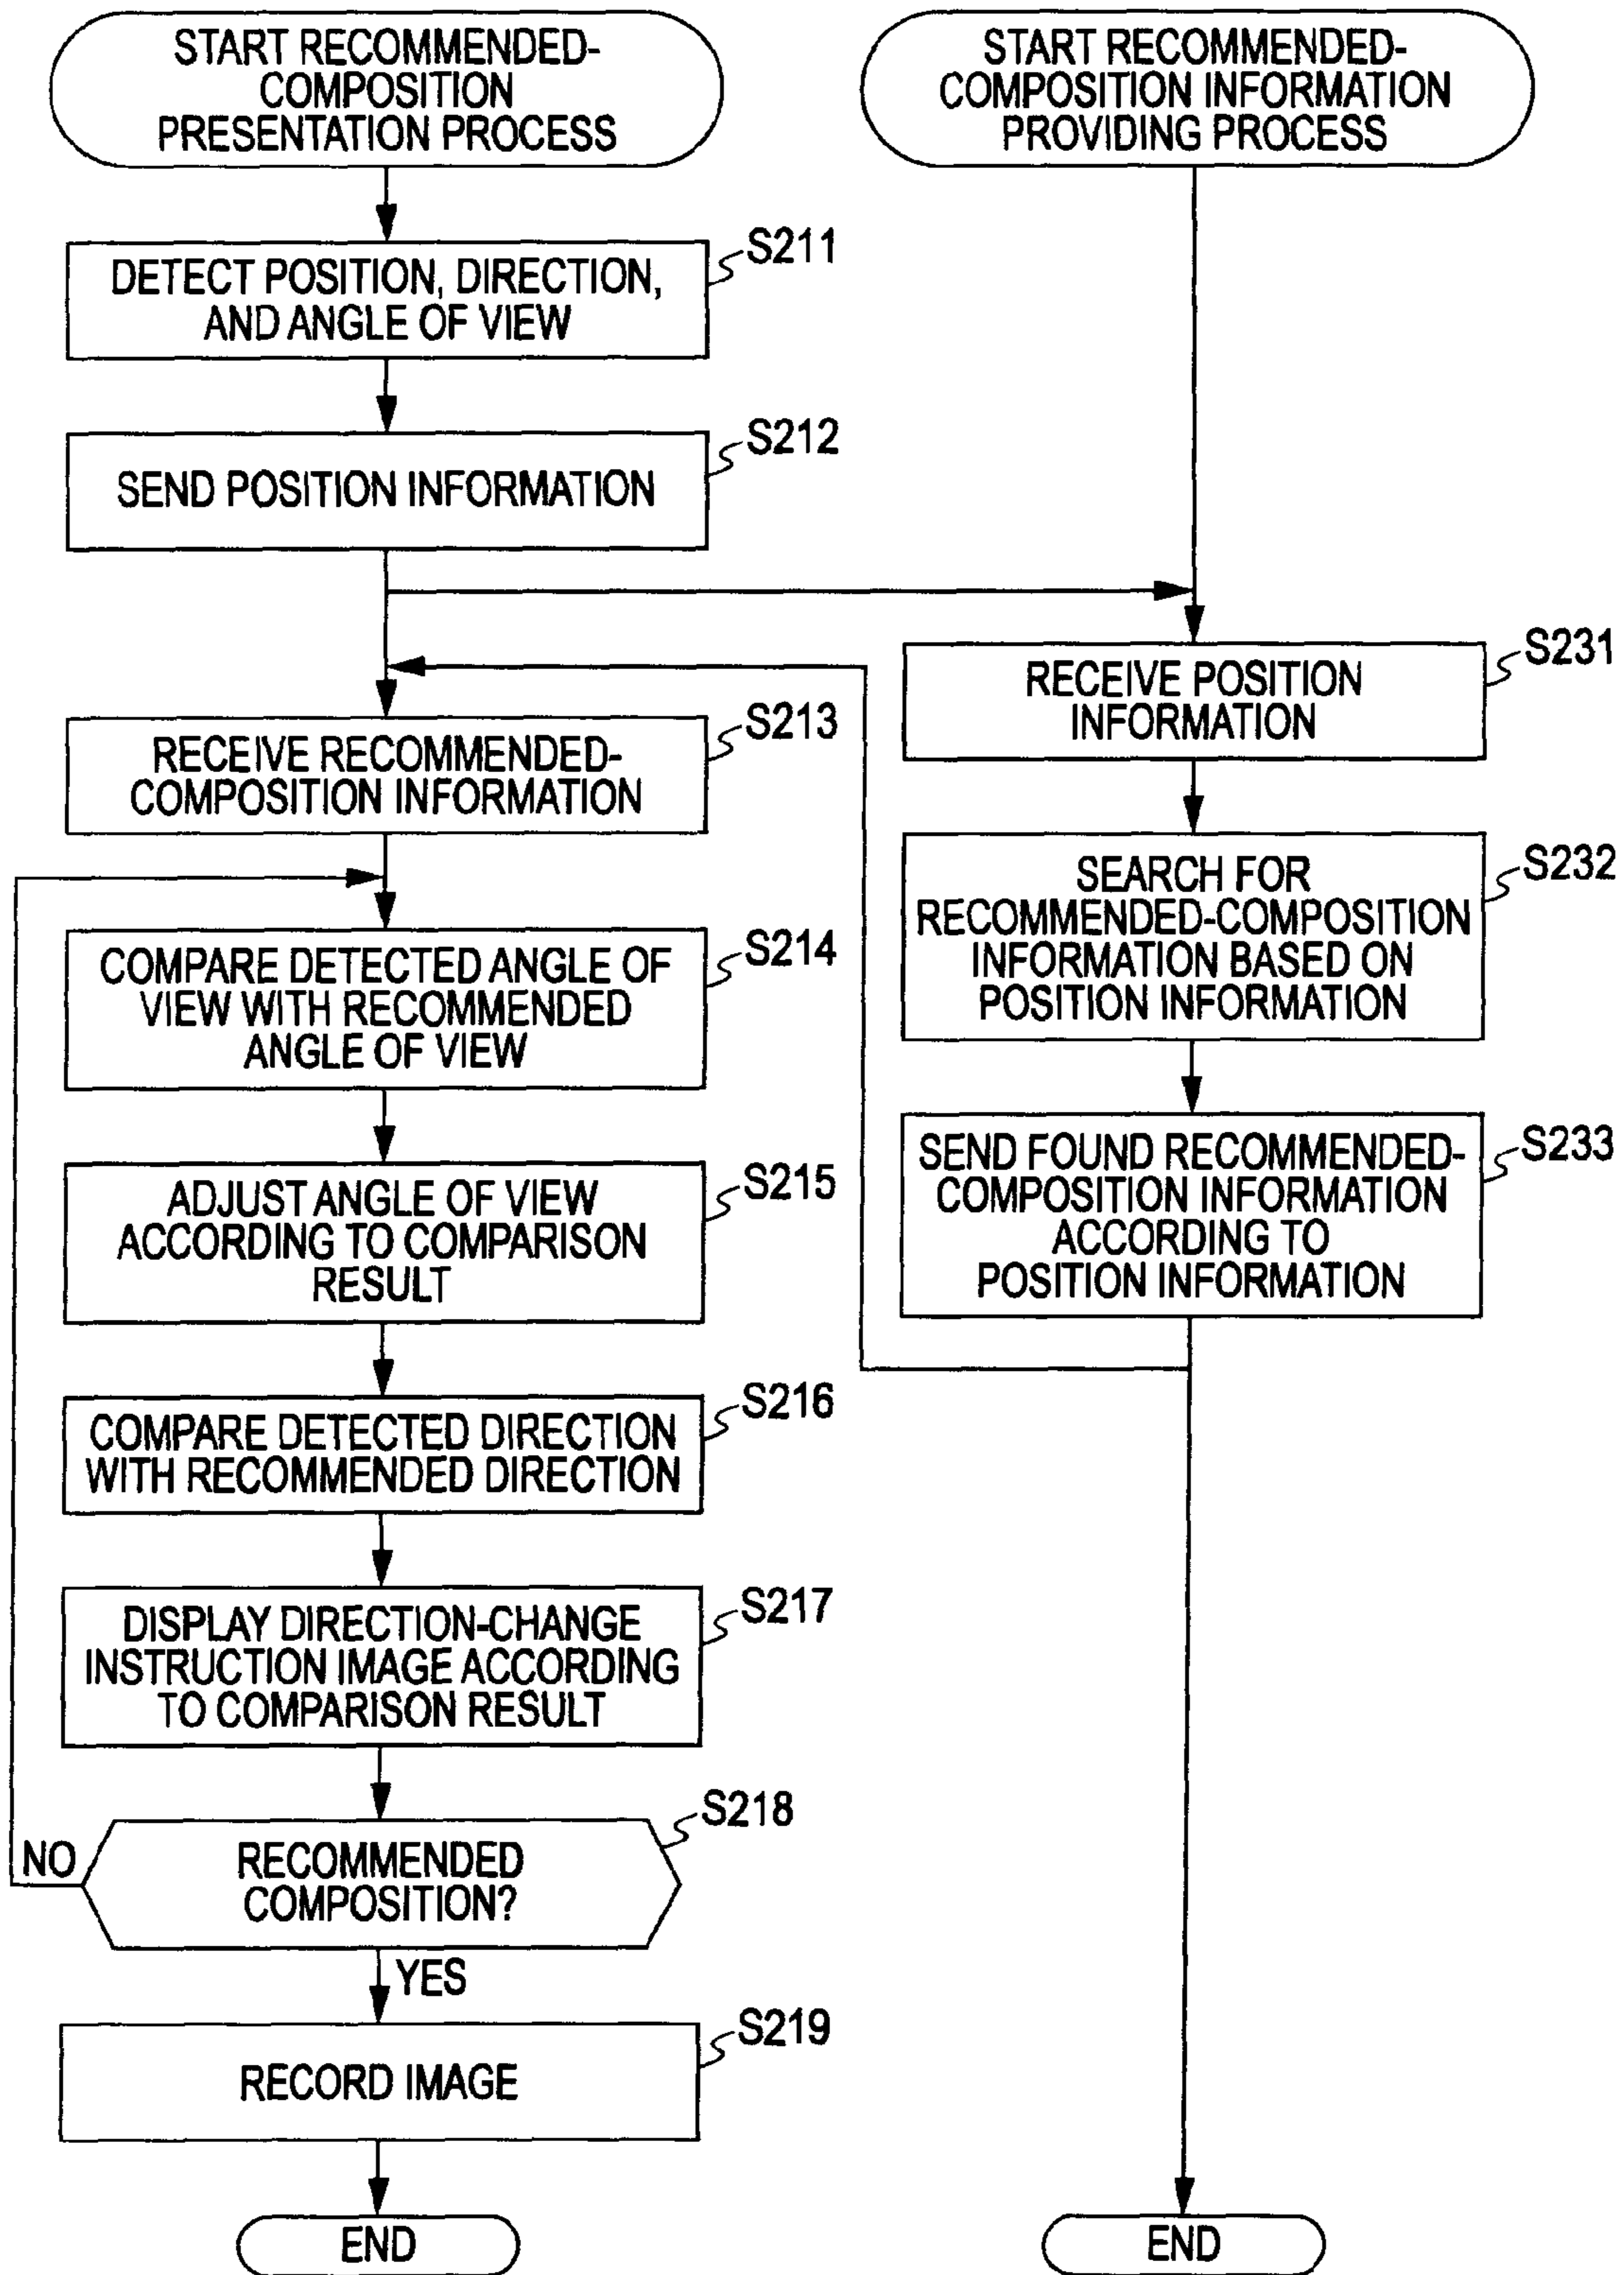 START RECOMMENDED-
COMPOSITION
PRESENTATION PROCESS
S211
DETECT POSITION, DIRECTION,
AND ANGLE OF VIEW
S212
SEND POSITION INFORMATION
S213
RECEIVE RECOMMENDED-
COMPOSITION INFORMATION
S214
COMPARE DETECTED ANGLE OF
VIEW WITH RECOMMENDED
ANGLE OF VIEW
S215
ADJUST ANGLE OF VIEW
ACCORDING TO COMPARISON
RESULT
S216
COMPARE DETECTED DIRECTION
WITH RECOMMENDED DIRECTION
S217
DISPLAY DIRECTION-CHANGE
INSTRUCTION IMAGE ACCORDING
TO COMPARISON RESULT
S218
NO
RECOMMENDED
COMPOSITION?
YES
S219
RECORD IMAGE
END
START RECOMMENDED-
COMPOSITION INFORMATION
PROVIDING PROCESS
S231
RECEIVE POSITION
INFORMATION
S232
SEARCH FOR
RECOMMENDED-COMPOSITION
INFORMATION BASED ON
POSITION INFORMATION
S233
SEND FOUND RECOMMENDED-
COMPOSITION INFORMATION
ACCORDING TO
POSITION INFORMATION
END